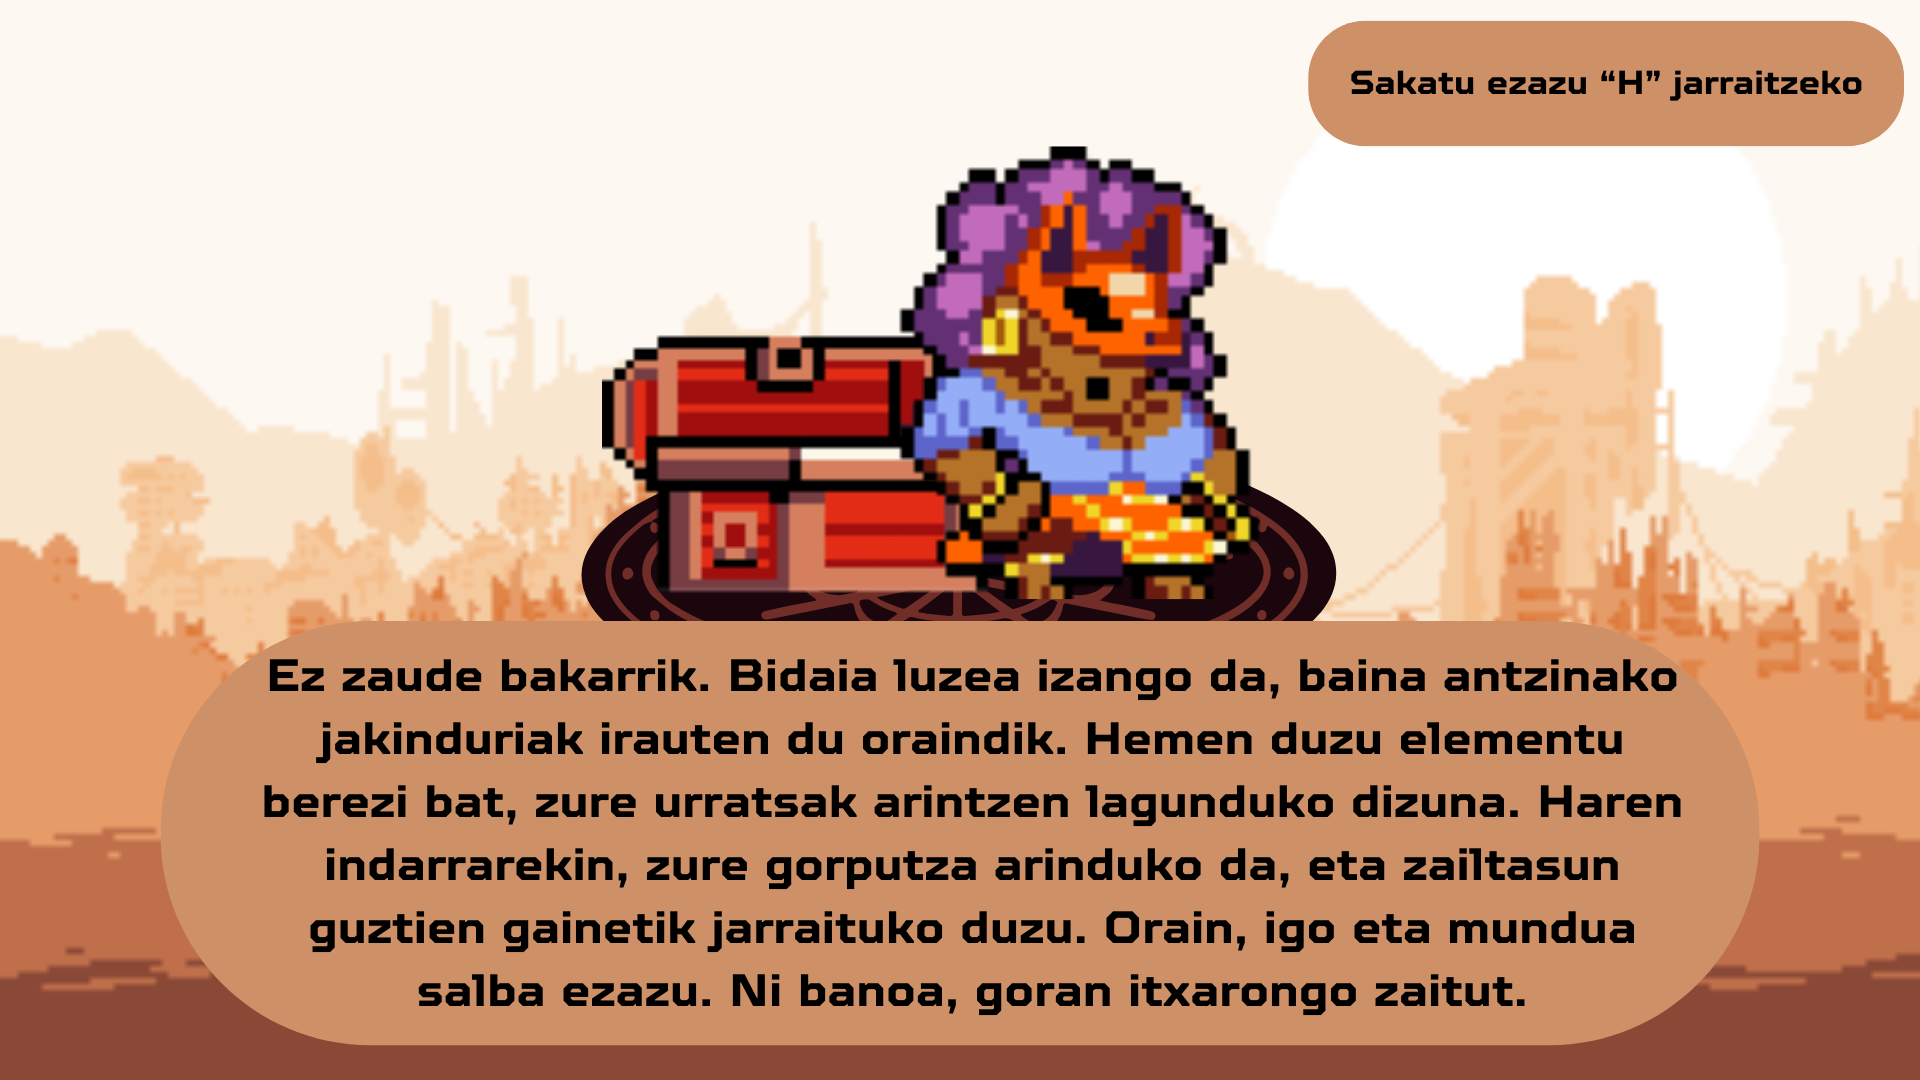 Sakatu ezazu “H” jarraitzeko
Ez zaude bakarrik. Bidaia luzea izango da, baina antzinako
jakinduriak irauten du oraindik. Hemen duzu elementu
berezi bat, zure urratsak arintzen lagunduko dizuna. Haren
indarrarekin, zure gorputza arinduko da, eta zailtasun
guztien gainetik jarraituko duzu. Orain, igo eta mundua
salba ezazu. Ni banoa, goran itxarongo zaitut.